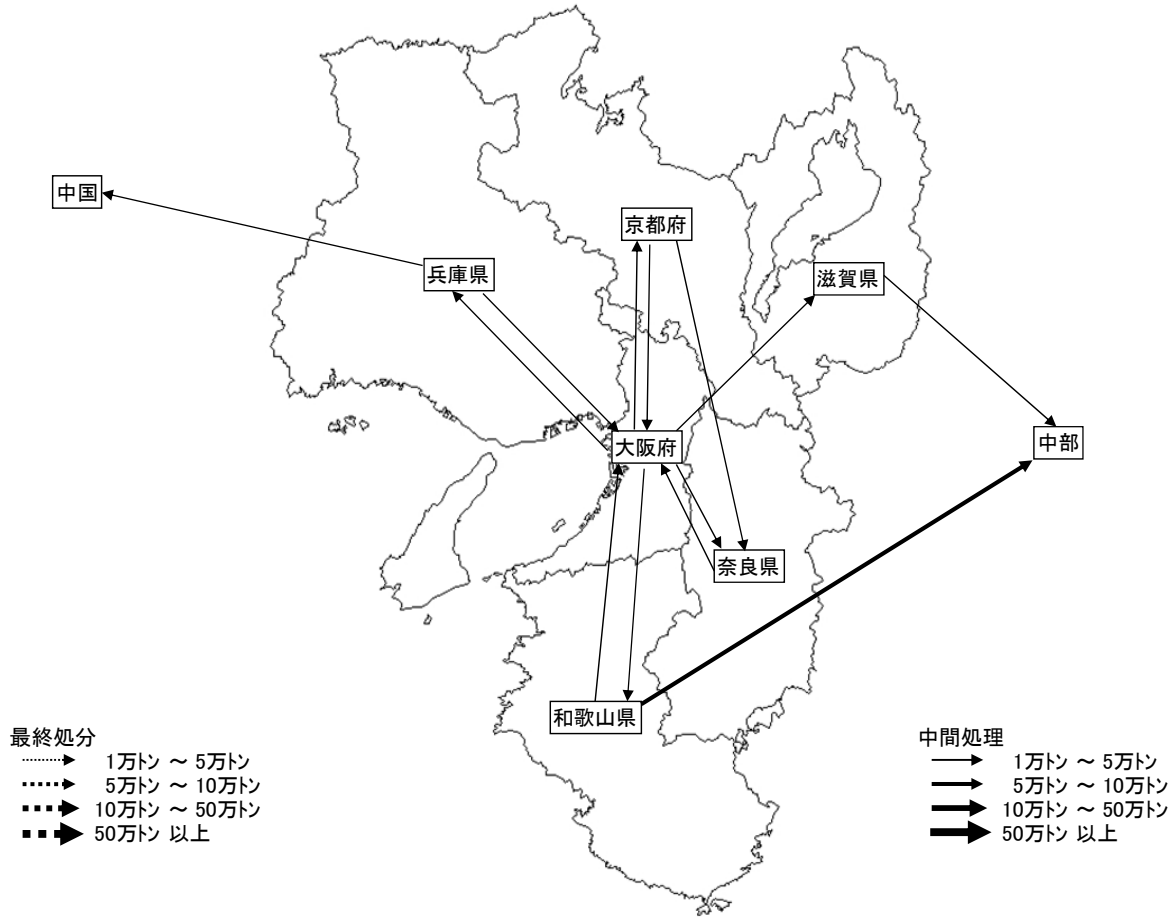 中国
京都府
兵庫県
滋賀県
大阪府
中部
奈良県
和歌山県
最終処分
1万トン ～ 5万トン
5万トン ～ 10万トン
10万トン ～ 50万トン
50万トン 以上
中間処理
1万トン ～ 5万トン
5万トン ～ 10万トン
10万トン ～ 50万トン
50万トン 以上